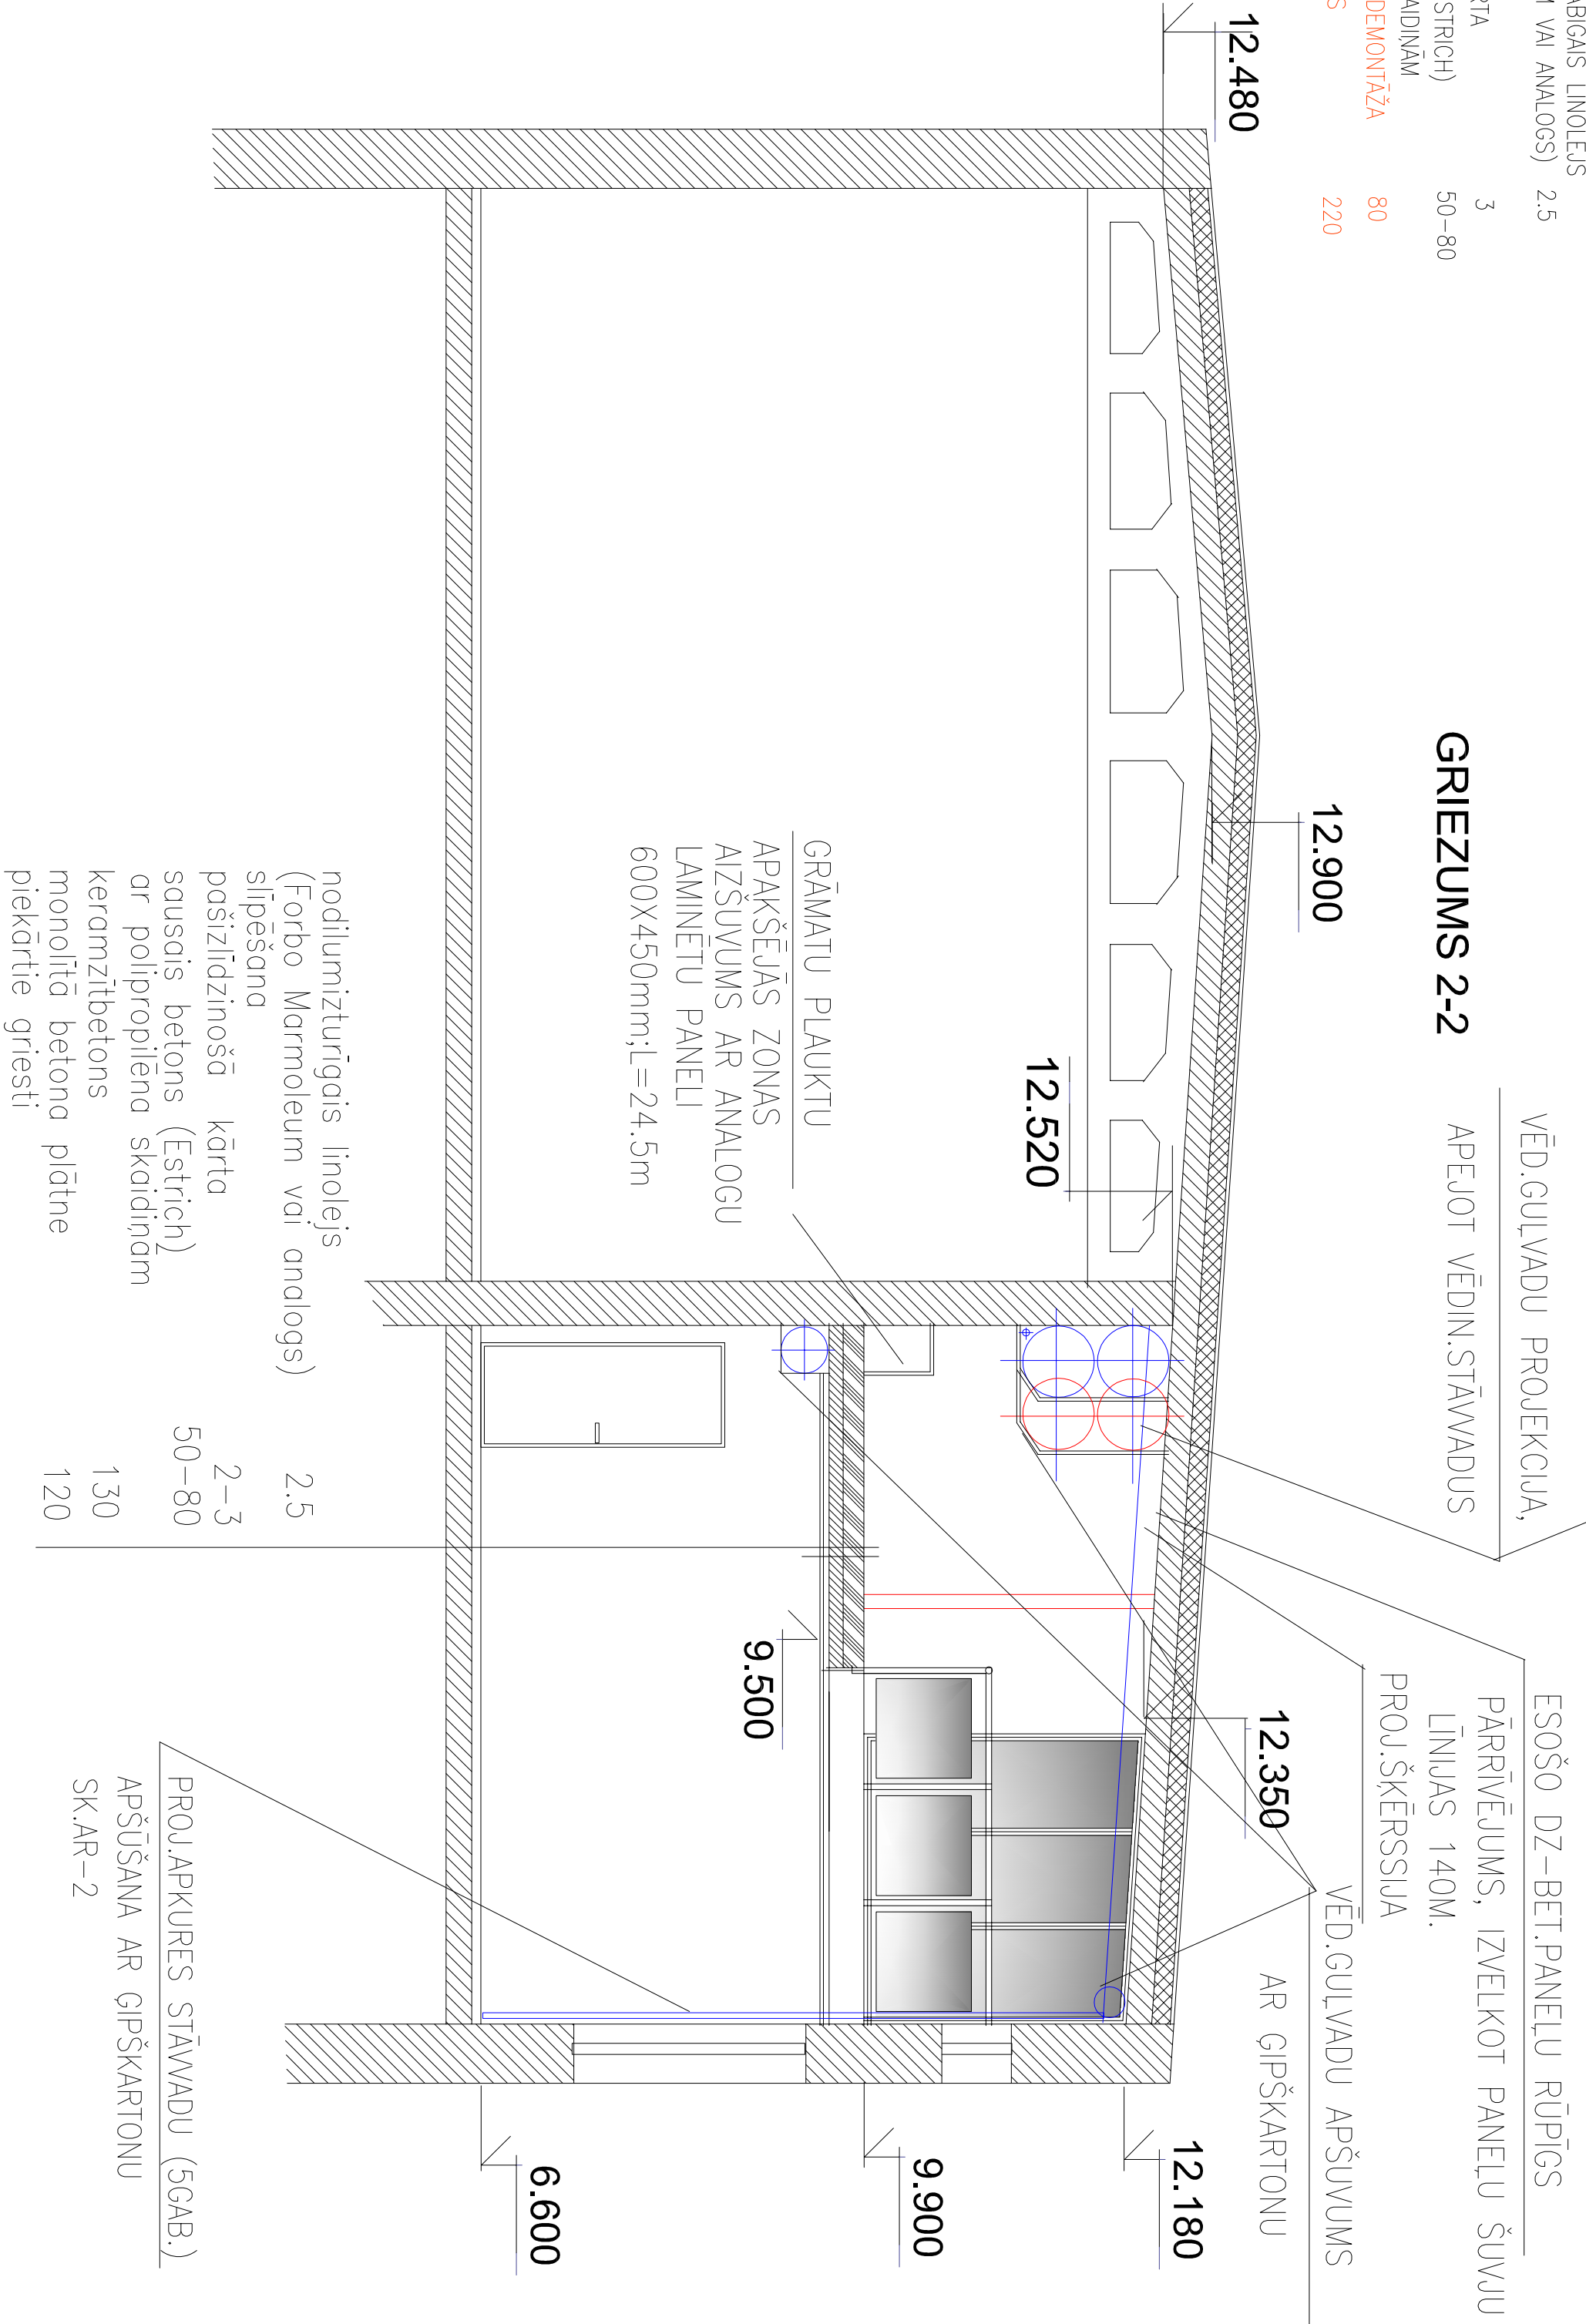 LINOLEJS
VAI ANALOGS) 2.5
3
50-80
DEMONTĀŽA 80
220
12.480
GRIEZUMS 2-2
12.900
12.520
VĒD.GUĻVADU PROJEKCIJA,
APEJOT VĒDIN.STĀVVADUS
ESOŠO DZ-BET.PANEĻU RŪPĪGS
PĀRRĪVĒJUMS, IZVELKOT PANEĻU ŠUVJU
LĪNIJAS 140M.
PROJ.ŠĶĒRSSIJA
12.350
VĒD.GUĻVADU APŠUVUMS
AR ĢIPŠKARTONU
12.180
9.900
6.600
9.500
GRĀMATU PLAUKTU
APAKŠĒJĀS ZONAS
AIZŠUVUMS AR ANALOGU
LAMINĒTU PANELI
600X450mm;L=24.5m
nodilumizturīgais linolejs
(Forbo Marmoleum vai analogs) 2.5
slīpēšana
pašizlīdzinošā kārta 2-3
sausais betons (Estrich) 50-80
ar polipropilēna skaidiņām
keramzītbetons 130
monolītā betona plātne 120
piekārtie griesti
PROJ.APKURES STĀVVADU (5GAB.)
APŠŪŠANA AR ĢIPŠKARTONU
SK.AR-2